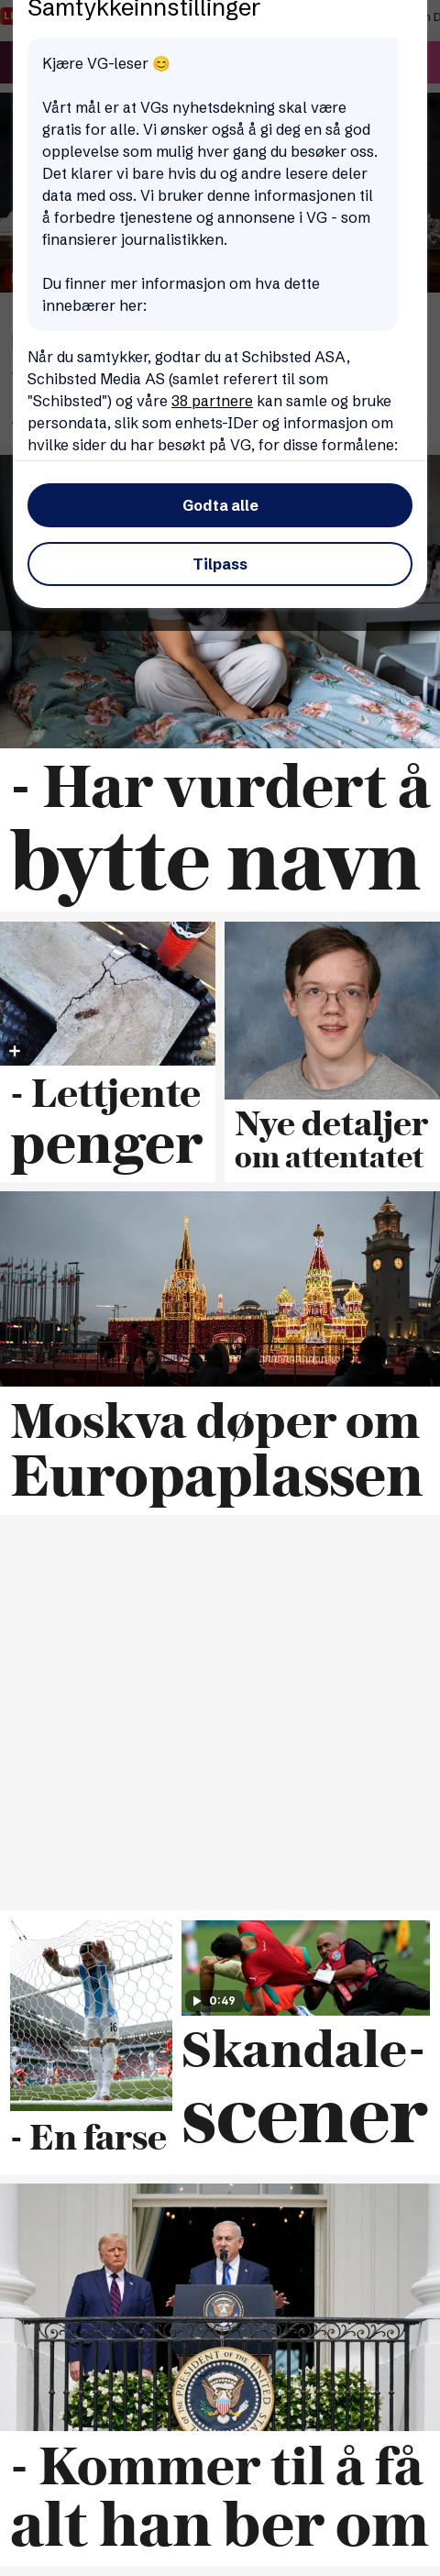 Samtykkeinnstillinger
Kjære VG-leser 😊
Vårt mål er at VGs nyhetsdekning skal være
gratis for alle. Vi ønsker også å gi deg en så god
opplevelse som mulig hver gang du besøker oss.
Det klarer vi bare hvis du og andre lesere deler
data med oss. Vi bruker denne informasjonen til
å forbedre tjenestene og annonsene i VG - som
finansierer journalistikken.
Du finner mer informasjon om hva dette
innebærer her:
Når du samtykker, godtar du at Schibsted ASA,
Schibsted Media AS (samlet referert til som
"Schibsted") og våre 38 partnere kan samle og bruke
persondata, slik som enhets-IDer og informasjon om
hvilke sider du har besøkt på VG, for disse formålene:
Godta alle
Tilpass
- Har vurdert å
bytte navn
- Lettjente
penger
Nye detaljer
om attentatet
Moskva døper om
Europaplassen
- En farse
0:49
Skandale-
scener
- Kommer til å få
alt han ber om